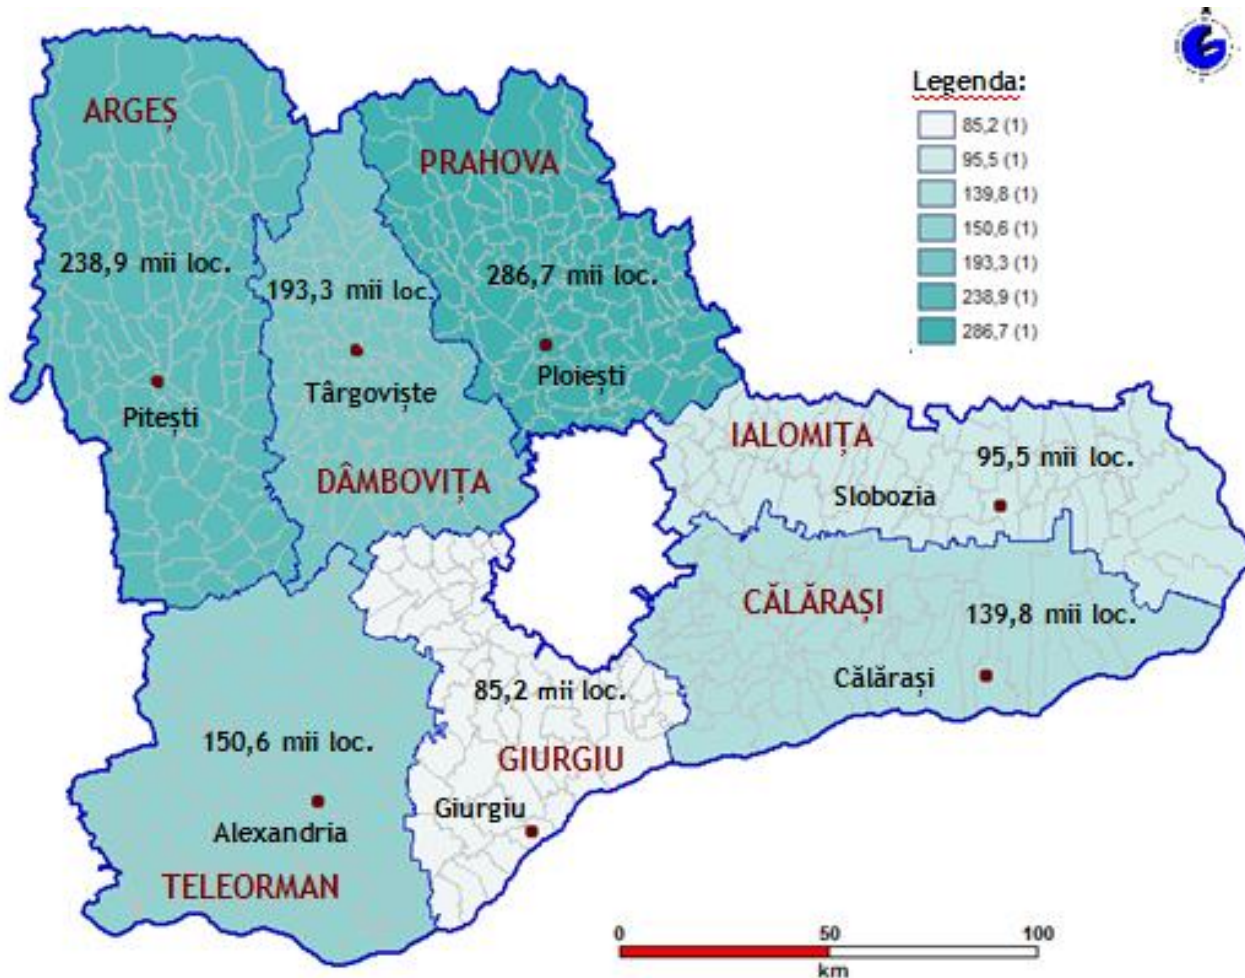 Legenda:
85,2 (1)
95,5 (1)
139,8 (1)
150,6 (1)
193,3 (1)
238,9 (1)
286,7 (1)
ARGEȘ
238,9 mii loc.
Pitești
193,3 mii loc.
Târgoviște
DÂMBOVIȚA
PRAHOVA
286,7 mii loc.
Ploiești
IALOMIȚA
95,5 mii loc.
Slobozia
CĂLĂRAȘI
139,8 mii loc.
Călărași
85,2 mii loc.
GIURGIU
Giurgiu
150,6 mii loc.
Alexandria
TELEORMAN
0 50 100
km